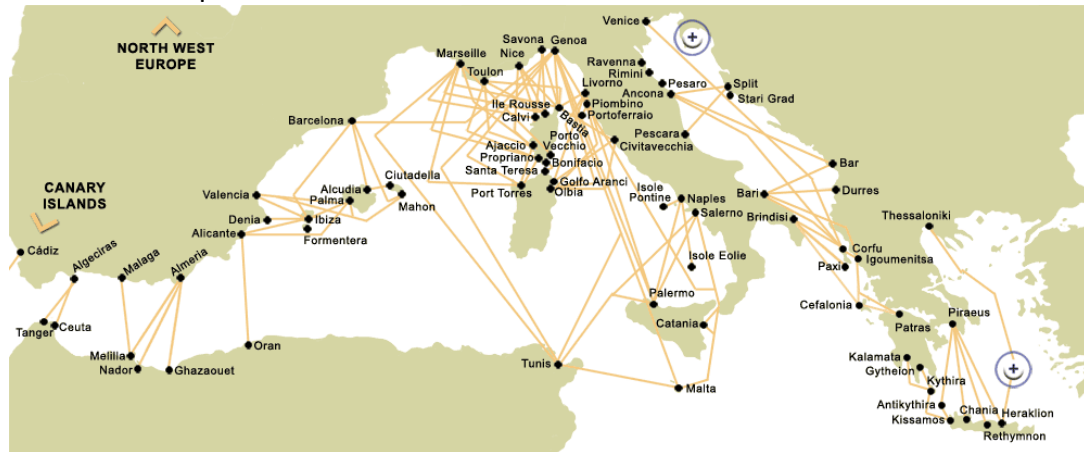 NORTH WEST
EUROPE
CANARY
ISLANDS
Cádiz
Algeciras
Tanger
Ceuta
Malaga
Melilla
Nador
Almeria
Ghazaouet
Oran
Alicante
Denia
Valencia
Barcelona
Ibiza
Formentera
Palma
Alcudia
Ciutadella
Mahon
Marseille
Toulon
Nice
Savona
Genoa
Ile Rousse
Calvi
Bastia
Ajaccio
Propriano
Porto
Vecchio
Bonifacio
Santa Teresa
Port Torres
Golfo Aranci
Olbia
Livorno
Piombino
Portoferraio
Civitavecchia
Isole
Pontine
Naples
Salerno
Isole Eolie
Palermo
Catania
Tunis
Malta
Venice
Ravenna
Rimini
Pesaro
Ancona
Pescara
Split
Stari Grad
Bar
Durres
Bari
Brindisi
Corfu
Igoumenitsa
Paxi
Cefalonia
Patras
Thessaloniki
Piraeus
Kalamata
Gytheion
Kythira
Antikythira
Kissamos
Chania
Rethymnon
Heraklion